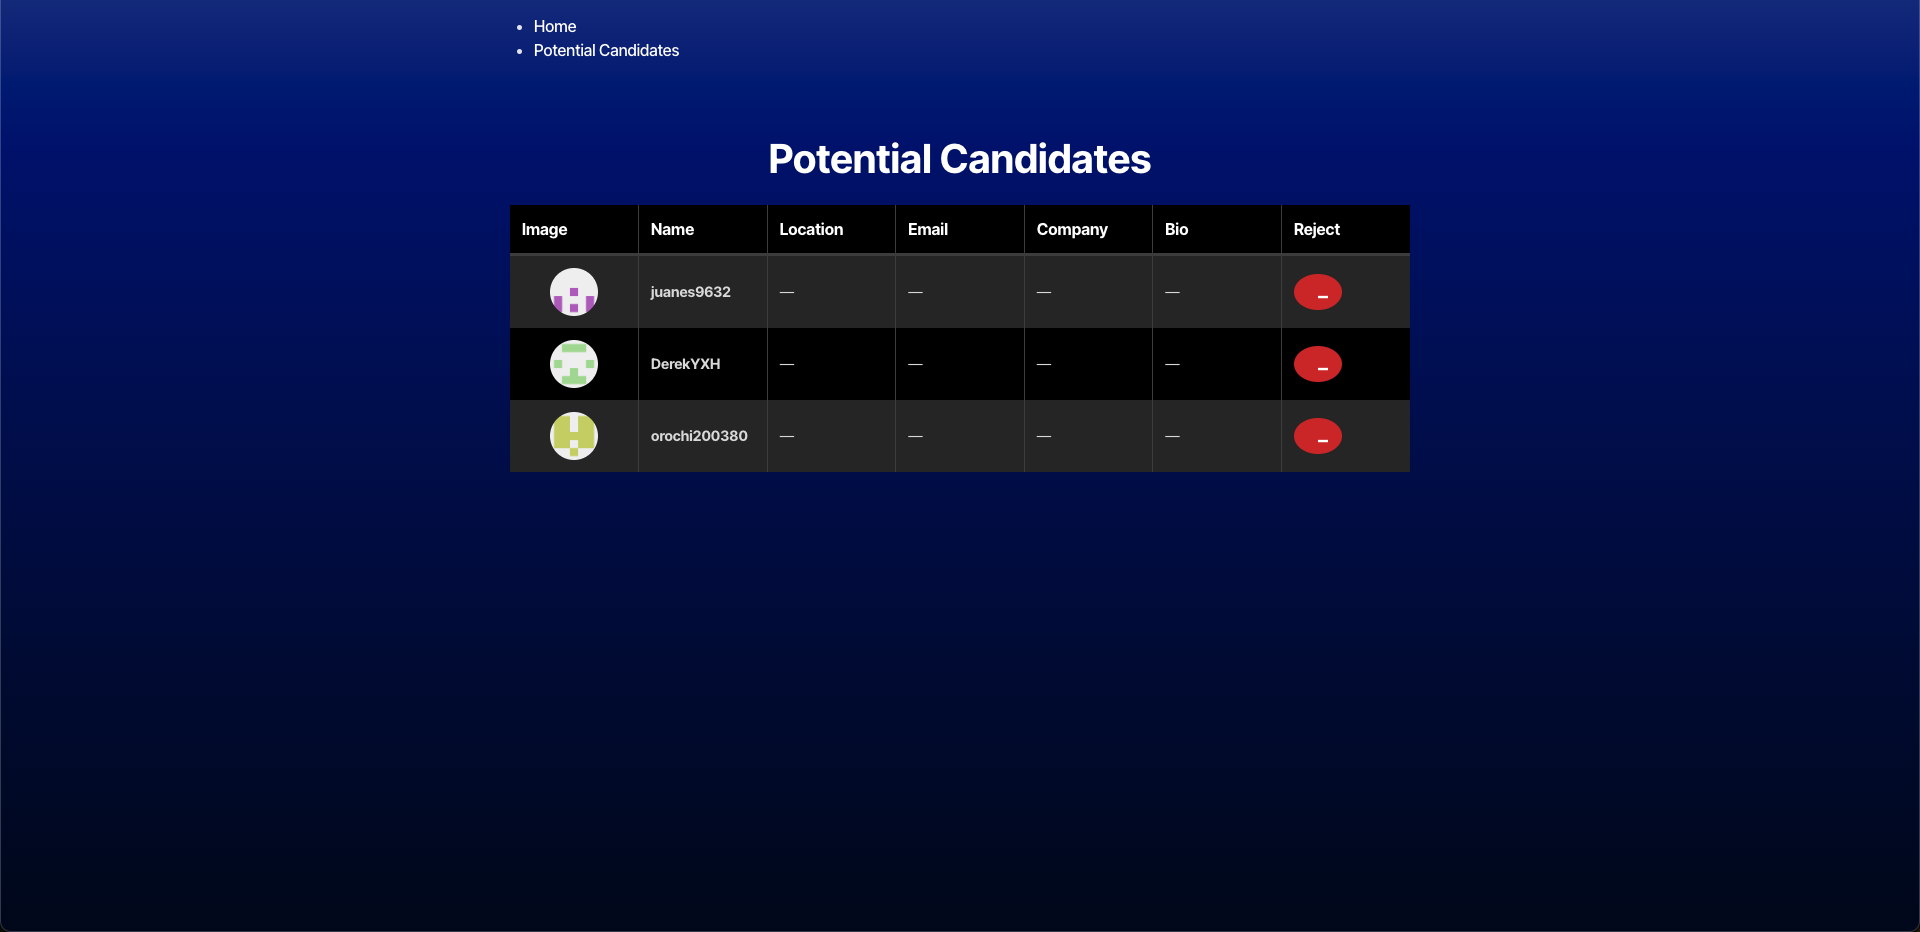 Home
Potential Candidates
Potential Candidates
Image Name Location Email Company Bio Reject
juanes9632 — — — — -
DerekYXH — — — — -
orochi200380 — — — — -